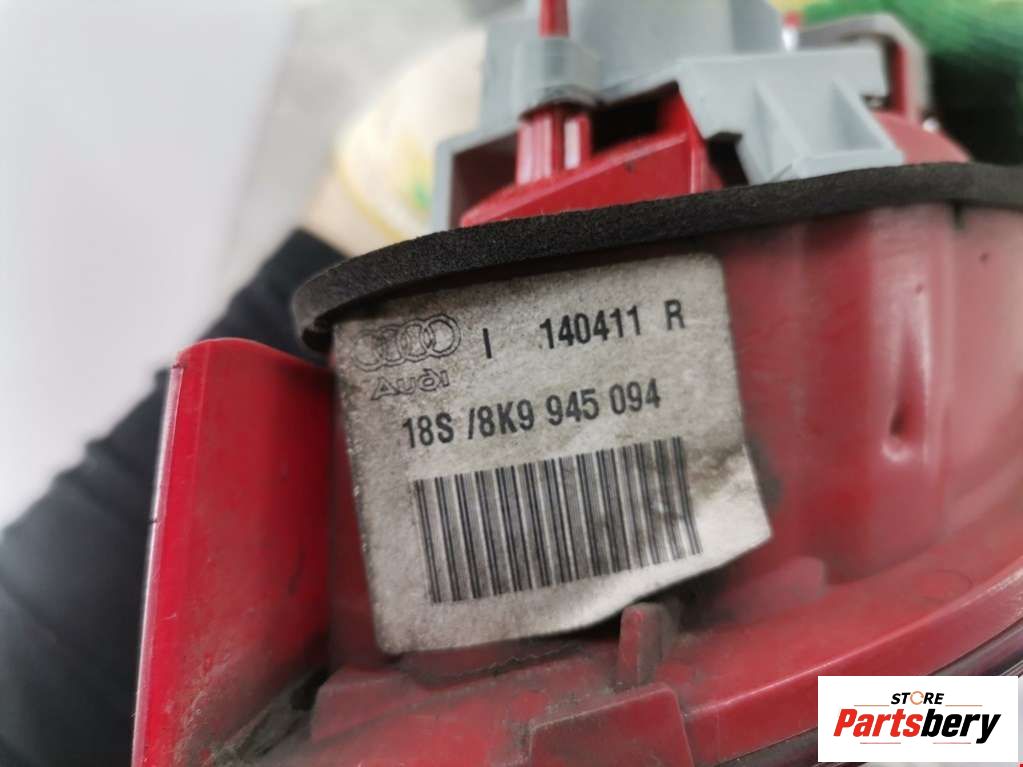 Audi I 140411 R
18S /8K9 945 094
STORE
Partsbery